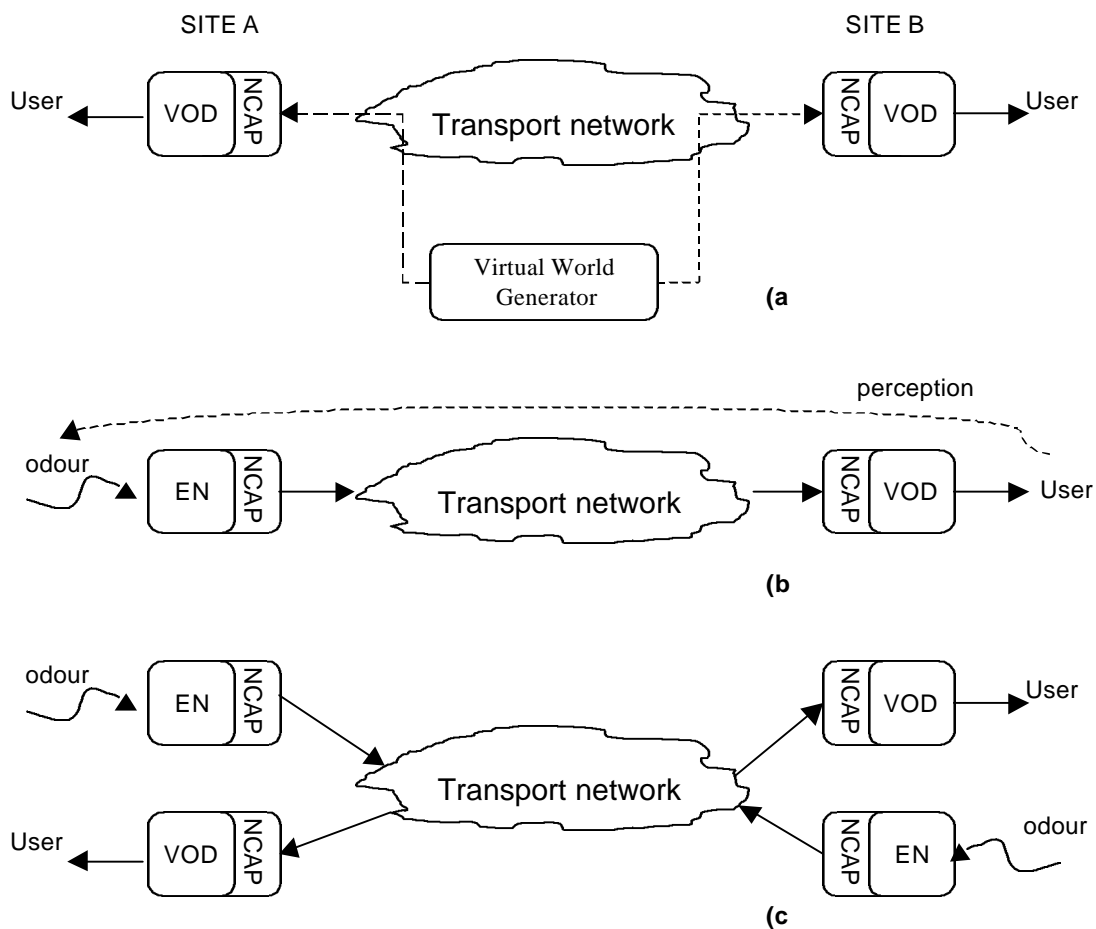 SITE A
SITE B
User
VOD
NCAP
Transport network
NCAP
VOD
User
Virtual World
Generator
(a
perception
odour
EN
NCAP
Transport network
NCAP
VOD
User
(b
odour
EN
NCAP
NCAP
VOD
User
Transport network
User
VOD
NCAP
NCAP
EN
odour
(c